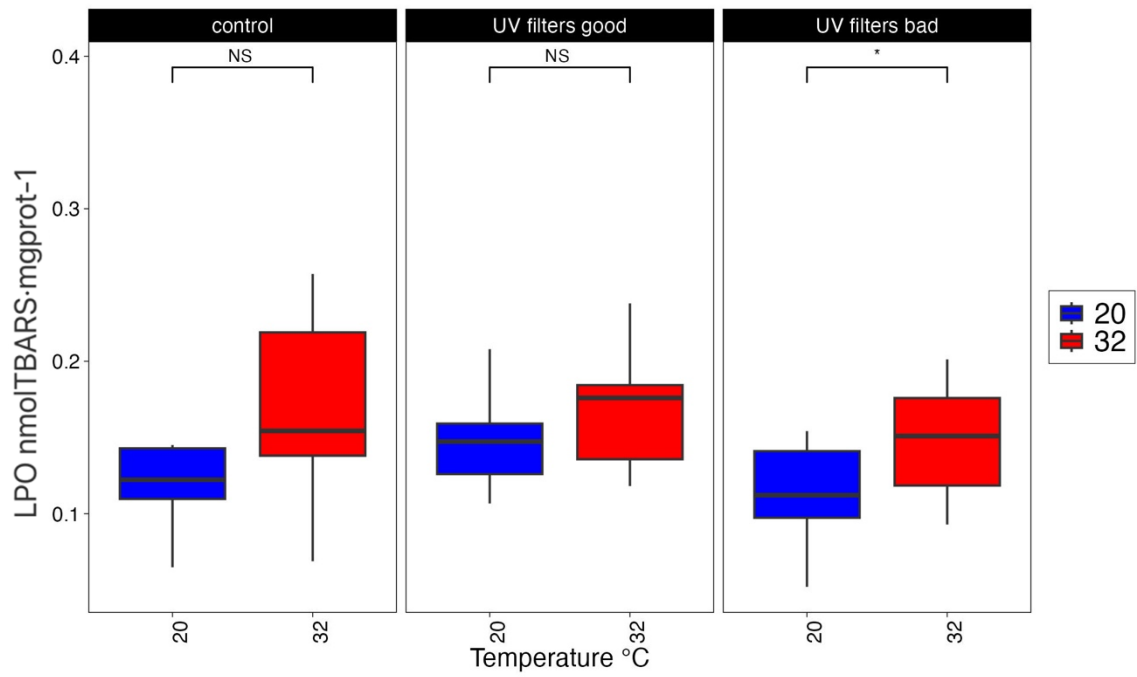 control
UV filters good
UV filters bad
NS
NS
*
0.4
0.3
0.2
0.1
LPO nmolTBARS·mgprot-1
20
32
20
32
20
32
Temperature °C
20
32